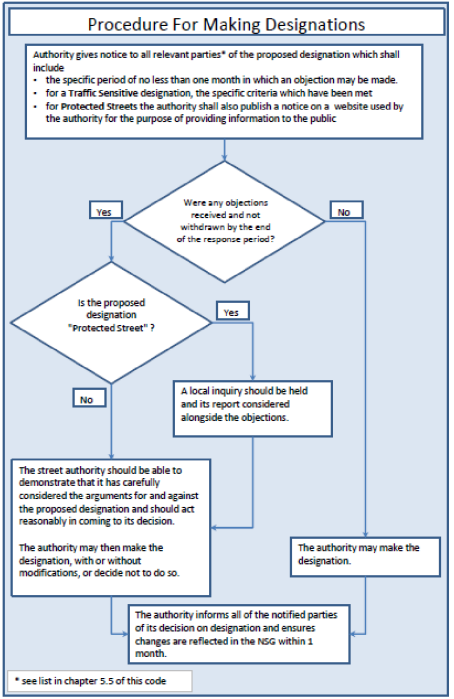 Procedure For Making Designations
Authority gives notice to all relevant parties* of the proposed designation which shall
include
• the specific period of no less than one month in which an objection may be made.
• for a Traffic Sensitive designation, the specific criteria which have been met
• for Protected Streets the authority shall also publish a notice on a website used by
the authority for the purpose of providing information to the public
Were any objections
received and not
withdrawn by the end
of the response period?
Yes
No
Is the proposed
designation
"Protected Street" ?
Yes
No
A local inquiry should be held
and its report considered
alongside the objections.
The street authority should be able to
demonstrate that it has carefully
considered the arguments for and against
the proposed designation and should act
reasonably in coming to its decision.
The authority may then make the
designation, with or without
modifications, or decide not to do so.
The authority may make the
designation.
The authority informs all of the notified parties
of its decision on designation and ensures
changes are reflected in the NSG within 1
month.
* see list in chapter 5.5 of this code